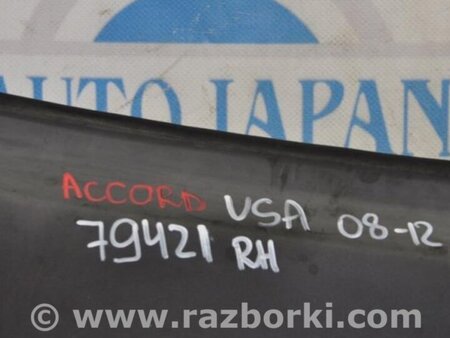 AUTO JAPAN
ACCORD USA 08-12
79421 RH
© www.razborki.com